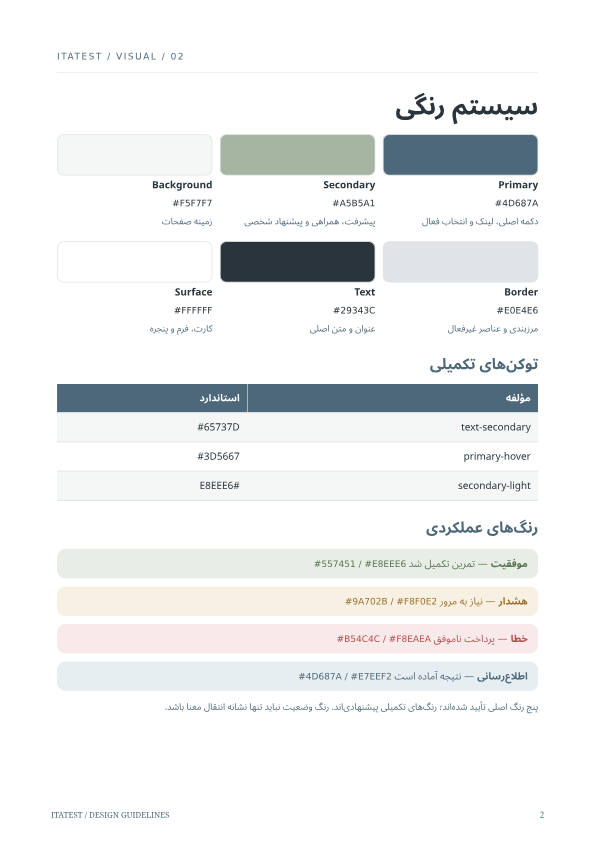 ITATEST / VISUAL / 02
سیستم رنگی
Primary
#4D687A
دکمه اصلی، لینک و انتخاب فعال
Secondary
#A5B5A1
پیشرفت، همراهی و پیشنهاد شخصی
Background
#F5F7F7
زمینه صفحات
Border
#E0E4E6
مرزبندی و عناصر غیرفعال
Text
#29343C
عنوان و متن اصلی
Surface
#FFFFFF
کارت، فرم و پنجره
توکن‌های تکمیلی
مؤلفه استاندارد
text-secondary #65737D
primary-hover #3D5667
secondary-light E8EEE6#
رنگ‌های عملکردی
موفقیت — تمرین تکمیل شد #557451 / #E8EEE6
هشدار — نیاز به مرور #9A702B / #F8F0E2
خطا — پرداخت ناموفق #B54C4C / #F8EAEA
اطلاع‌رسانی — نتیجه آماده است #4D687A / #E7EEF2
پنج رنگ اصلی تأیید شده‌اند؛ رنگ‌های تکمیلی پیشنهادی‌اند. رنگ وضعیت نباید تنها نشانه انتقال معنا باشد.
ITATEST / DESIGN GUIDELINES 2